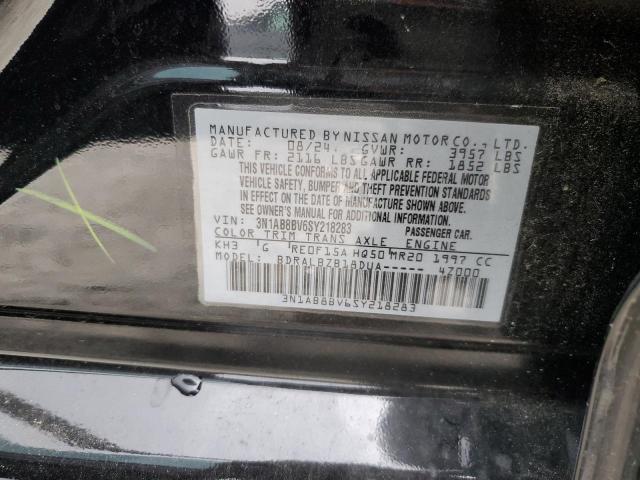 MANUFACTURED BY NISSAN MOTOR CO., LTD.
DATE: 08/24 GVWR: 3957 LBS
GAWR FR: 2116 LBS GAWR RR: 1852 LBS
THIS VEHICLE CONFORMS TO ALL APPLICABLE FEDERAL MOTOR
VEHICLE SAFETY, BUMPER AND THEFT PREVENTION STANDARDS
IN EFFECT ON THE DATE OF MANUFACTURE SHOWN ABOVE.
SEE OWNER'S MANUAL FOR ADDITIONAL INFORMATION
VIN: 3N1AB8BV6SY218283 PASSENGER CAR
COLOR TRIM TRANS AXLE ENGINE
KH3 G RE0F15A HQ50 MR20 1997 CC
MODEL: BDRALBZB18DUA----- 4Z000
3N1AB8BV6SY218283